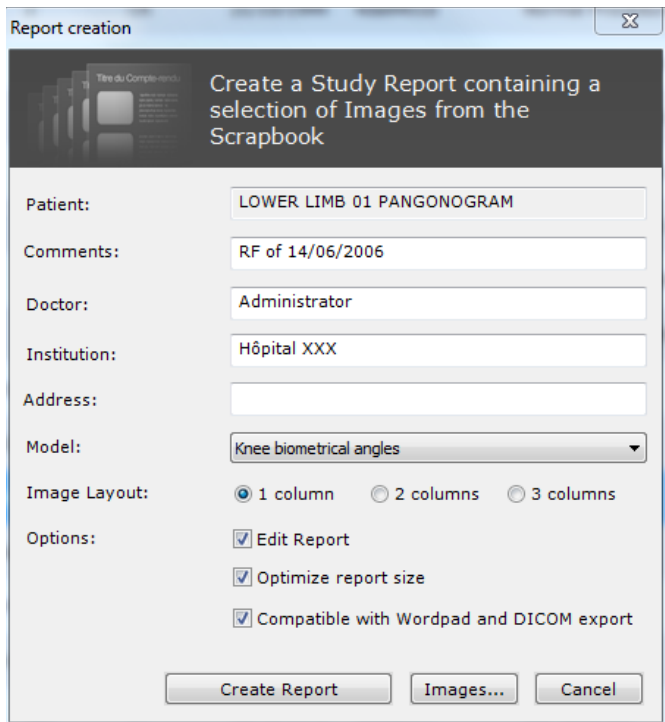 Report creation
Titre du Compte-rendu
Create a Study Report containing a
selection of Images from the
Scrapbook
Patient: LOWER LIMB 01 PANGONOGRAM
Comments: RF of 14/06/2006
Doctor: Administrator
Institution: Hôpital XXX
Address:
Model: Knee biometrical angles
Image Layout: 1 column 2 columns 3 columns
Options: Edit Report
Optimize report size
Compatible with Wordpad and DICOM export
Create Report Images... Cancel